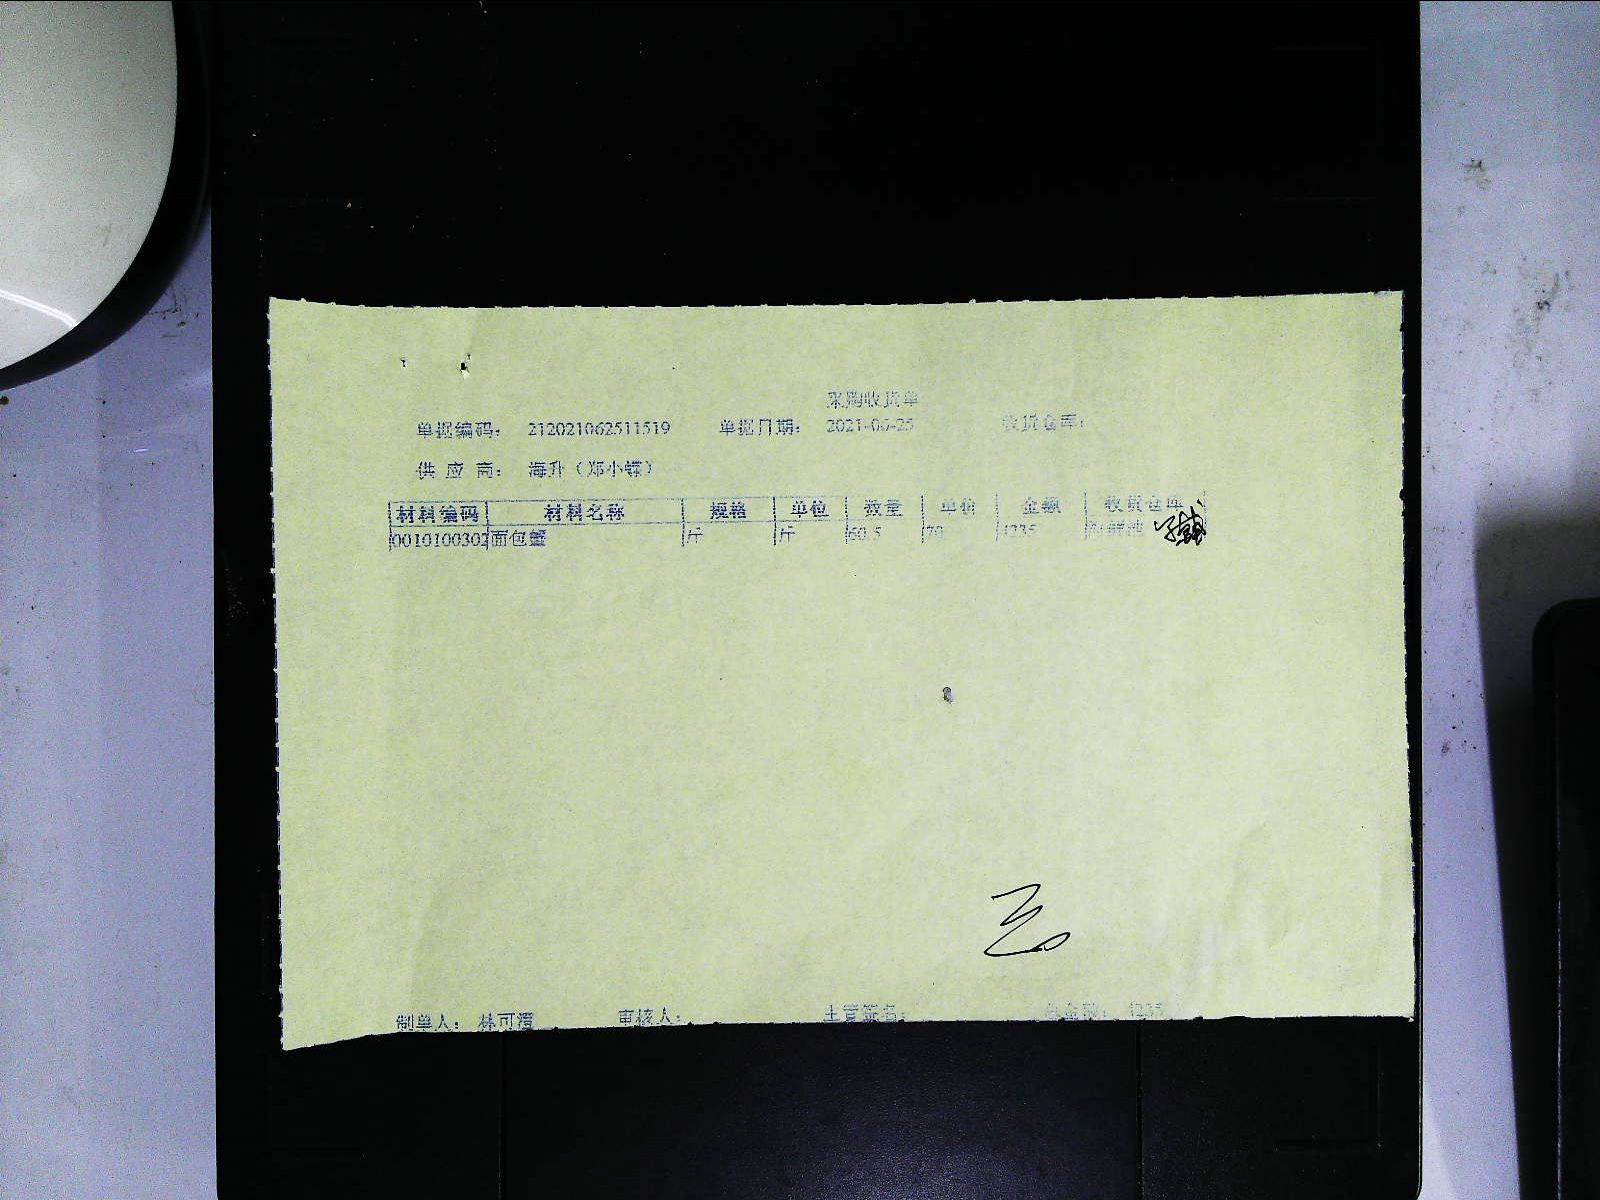 采购收货单
单据编码： 212021062511519 单据日期： 2021-06-25 收货仓库：
供 应 商： 海升（郑小蝶）
材料编码 材料名称 规格 单位 数量 单价 金额 收货仓库
0010100302 面包蟹 斤 斤 60.5 70 4235
制单人： 林可澄 审核人： 主管签名： 总金额： 4235